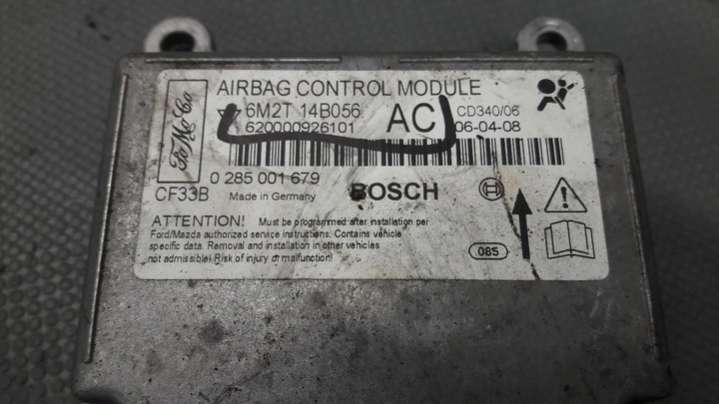 FoMoCo
AIRBAG CONTROL MODULE
6M2T 14B056 AC CD340/06
620000926101 06-04-08
0 285 001 679
CF33B Made in Germany BOSCH
ATTENTION! Must be programmed after installation per
Ford/Mazda authorized service instructions. Contains vehicle
specific data. Removal and installation in other vehicles
not admissible! Risk of injury or malfunction!
085